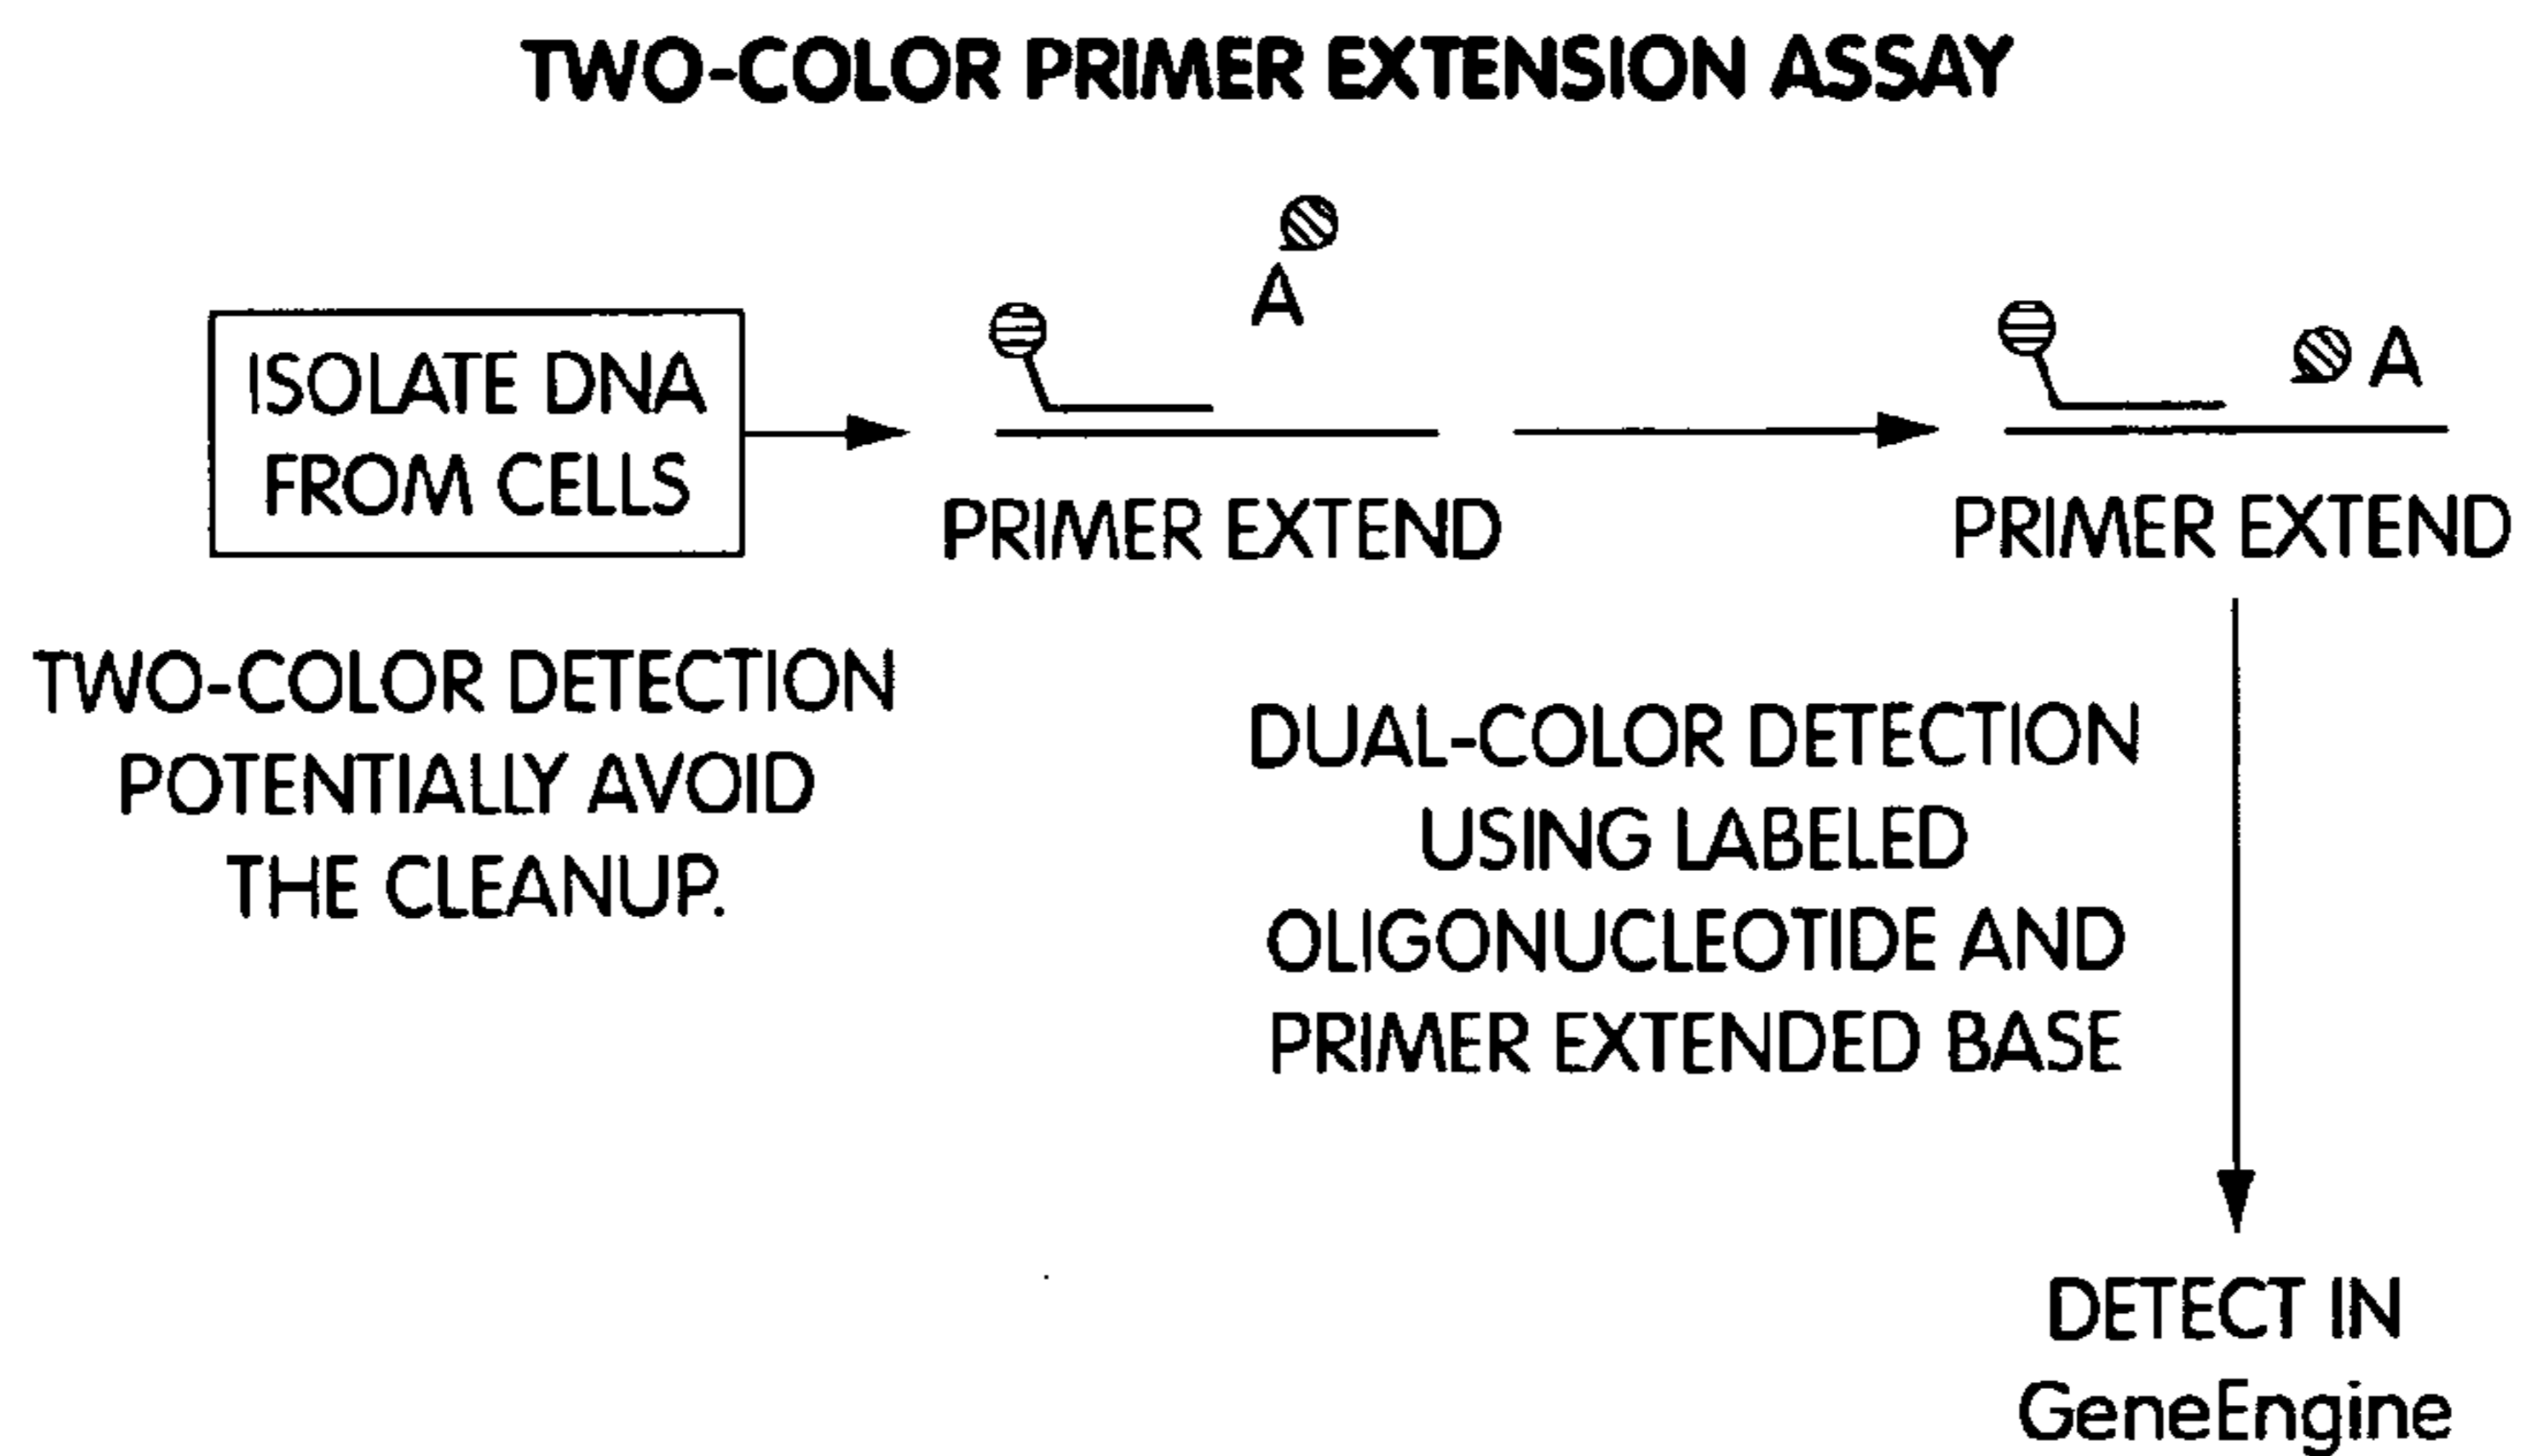 TWO-COLOR PRIMER EXTENSION ASSAY
A
ISOLATE DNA
FROM CELLS
A
PRIMER EXTEND
PRIMER EXTEND
TWO-COLOR DETECTION
POTENTIALLY AVOID
THE CLEANUP.
DUAL-COLOR DETECTION
USING LABELED
OLIGONUCLEOTIDE AND
PRIMER EXTENDED BASE
DETECT IN
GeneEngine